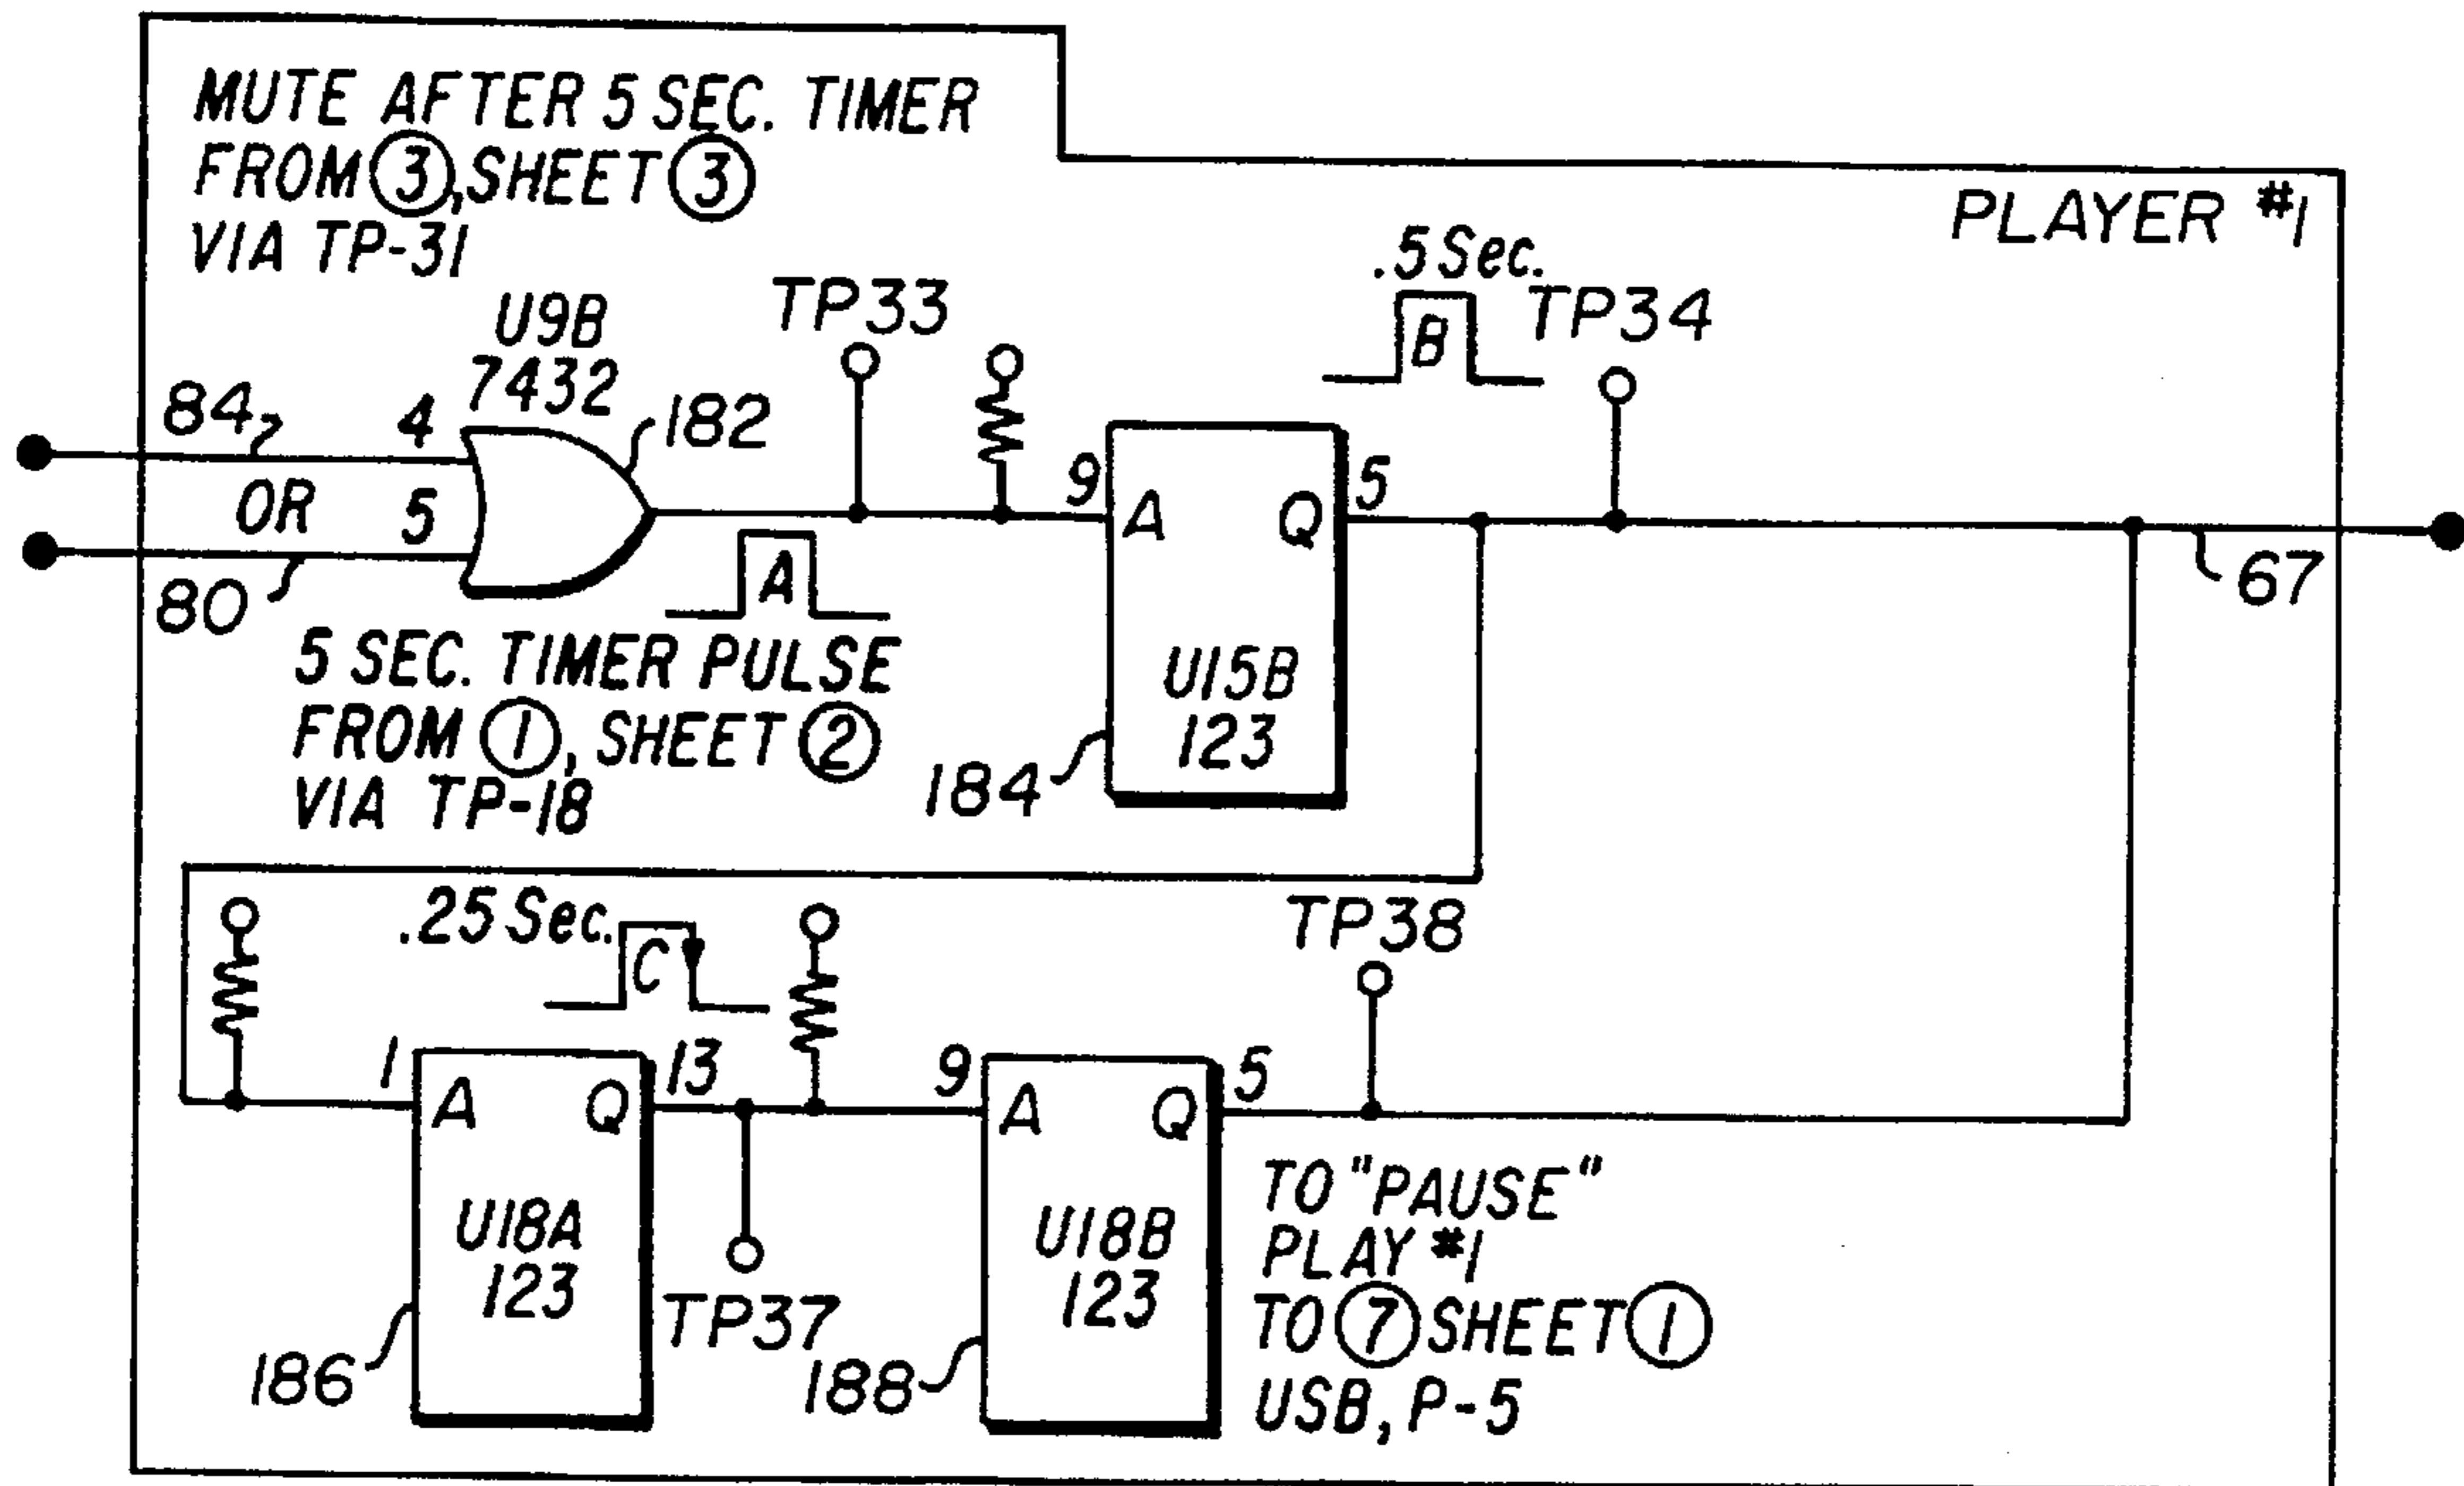 MUTE AFTER 5 SEC. TIMER
FROM ③, SHEET ③
VIA TP-31
PLAYER #1
U9B
7432
TP33
.5 Sec.
B
TP34
84
4
182
OR
5
80
9
A
Q
5
67
A
5 SEC. TIMER PULSE
FROM ①, SHEET ②
VIA TP-18
U15B
123
184
.25 Sec.
C
TP38
1
A
Q
13
9
A
Q
5
U18A
123
TP37
186
U18B
123
188
TO "PAUSE"
PLAY #1
TO ⑦ SHEET ①
USB, P-5